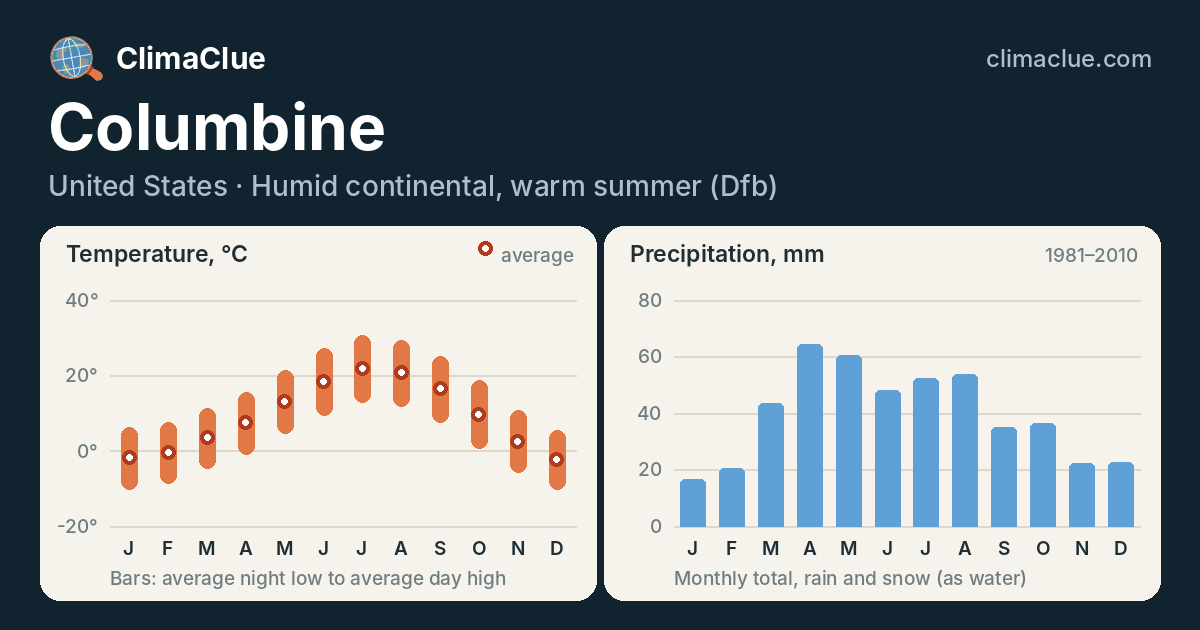 ClimaClue
climaclue.com
Columbine
United States · Humid continental, warm summer (Dfb)
Temperature, °C
average
40°
20°
0°
-20°
J F M A M J J A S O N D
Bars: average night low to average day high
Precipitation, mm
1981–2010
80
60
40
20
0
J F M A M J J A S O N D
Monthly total, rain and snow (as water)